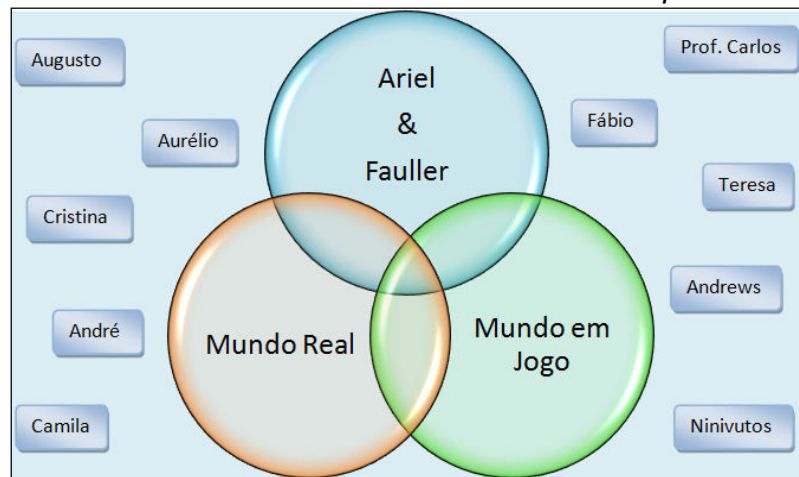 Augusto
Prof. Carlos
Ariel
&
Fauller
Aurélio
Fábio
Cristina
Teresa
André
Andrews
Mundo Real
Mundo em
Jogo
Camila
Ninivutos